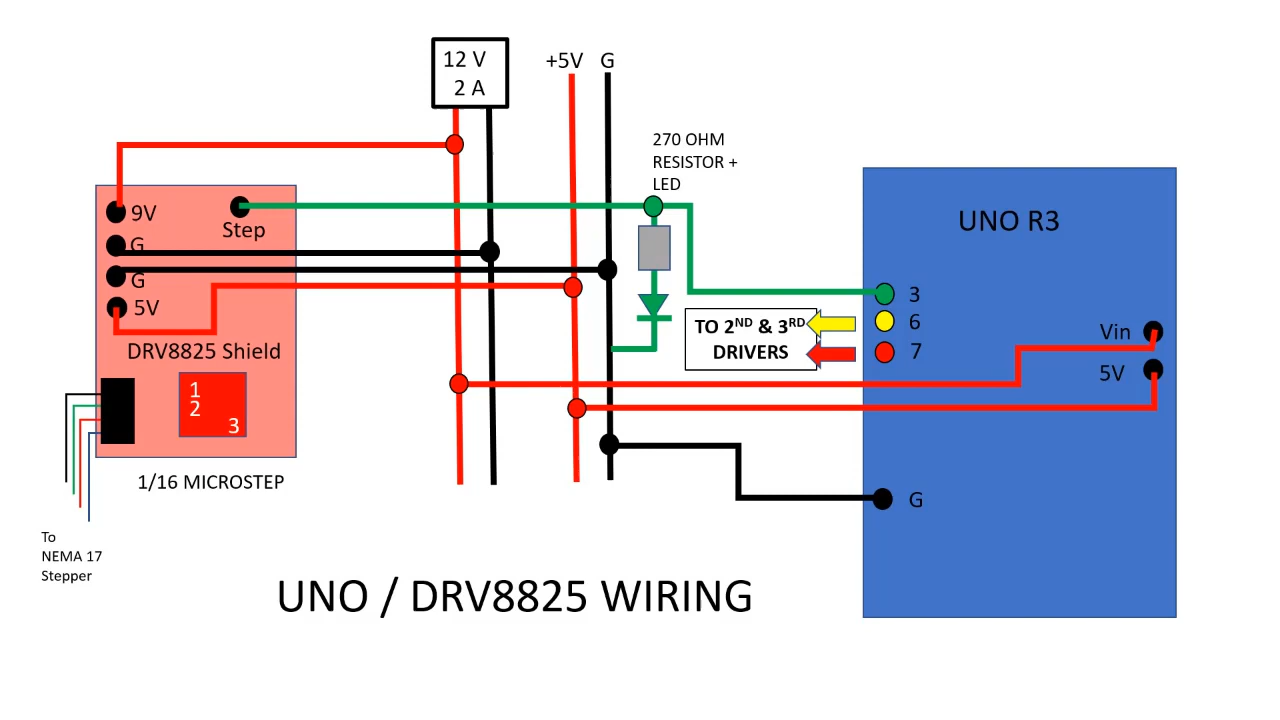 12 V
2 A
+5V
G
270 OHM
RESISTOR +
LED
9V
Step
G
G
5V
DRV8825 Shield
1
2
3
1/16 MICROSTEP
To
NEMA 17
Stepper
UNO R3
3
6
7
TO 2ND & 3RD
DRIVERS
Vin
5V
G
UNO / DRV8825 WIRING